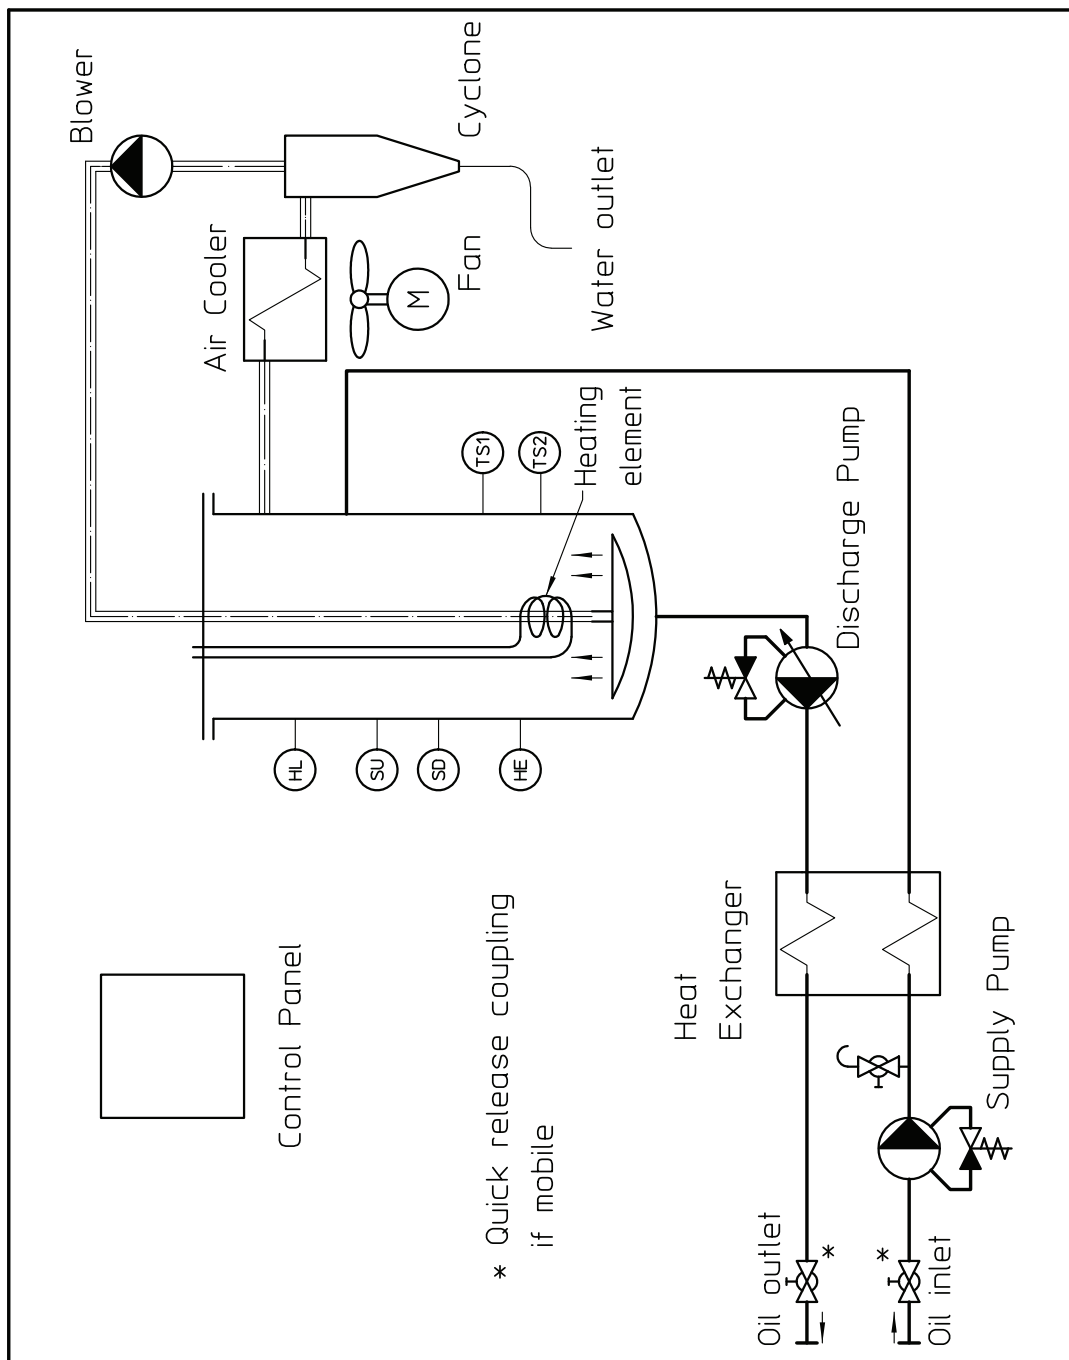 Blower
Air Cooler
Control Panel
HL
SU
M
SD
Fan
Cyclone
TS1
* Quick release coupling
if mobile
HE
TS2
Heating
element
Water outlet
Heat
Exchanger
Oil outlet
*
Discharge Pump
*
Oil inlet
Supply Pump